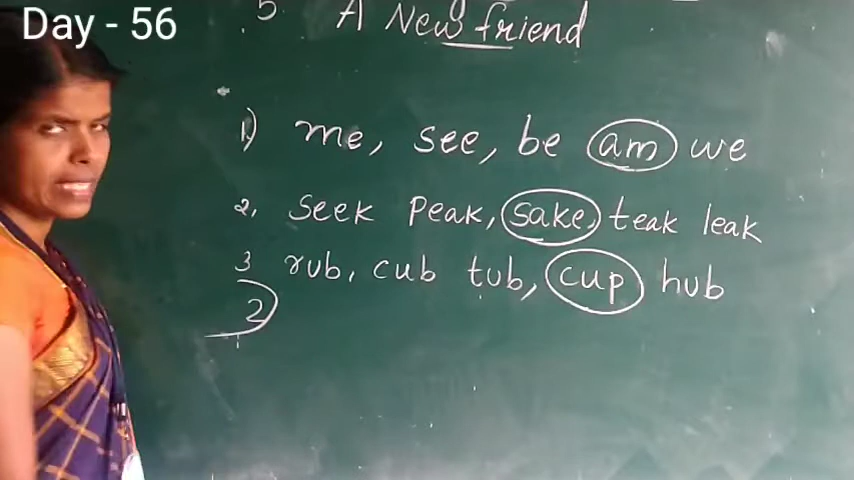 Day - 56
5. A New friend
1) me, see, be am we
2, seek peak, sake, teak leak
3 rub, cub tub, cup hub
2